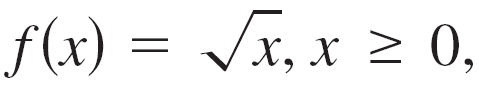 f(x) = √x, x ≥ 0,